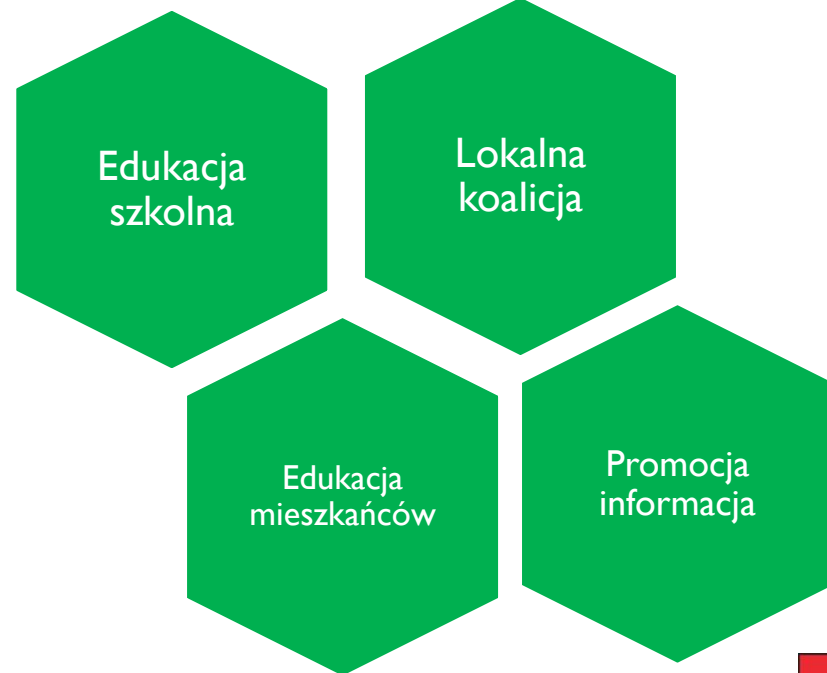 Edukacja
szkolna
Lokalna
koalicja
Edukacja
mieszkańców
Promocja
informacja